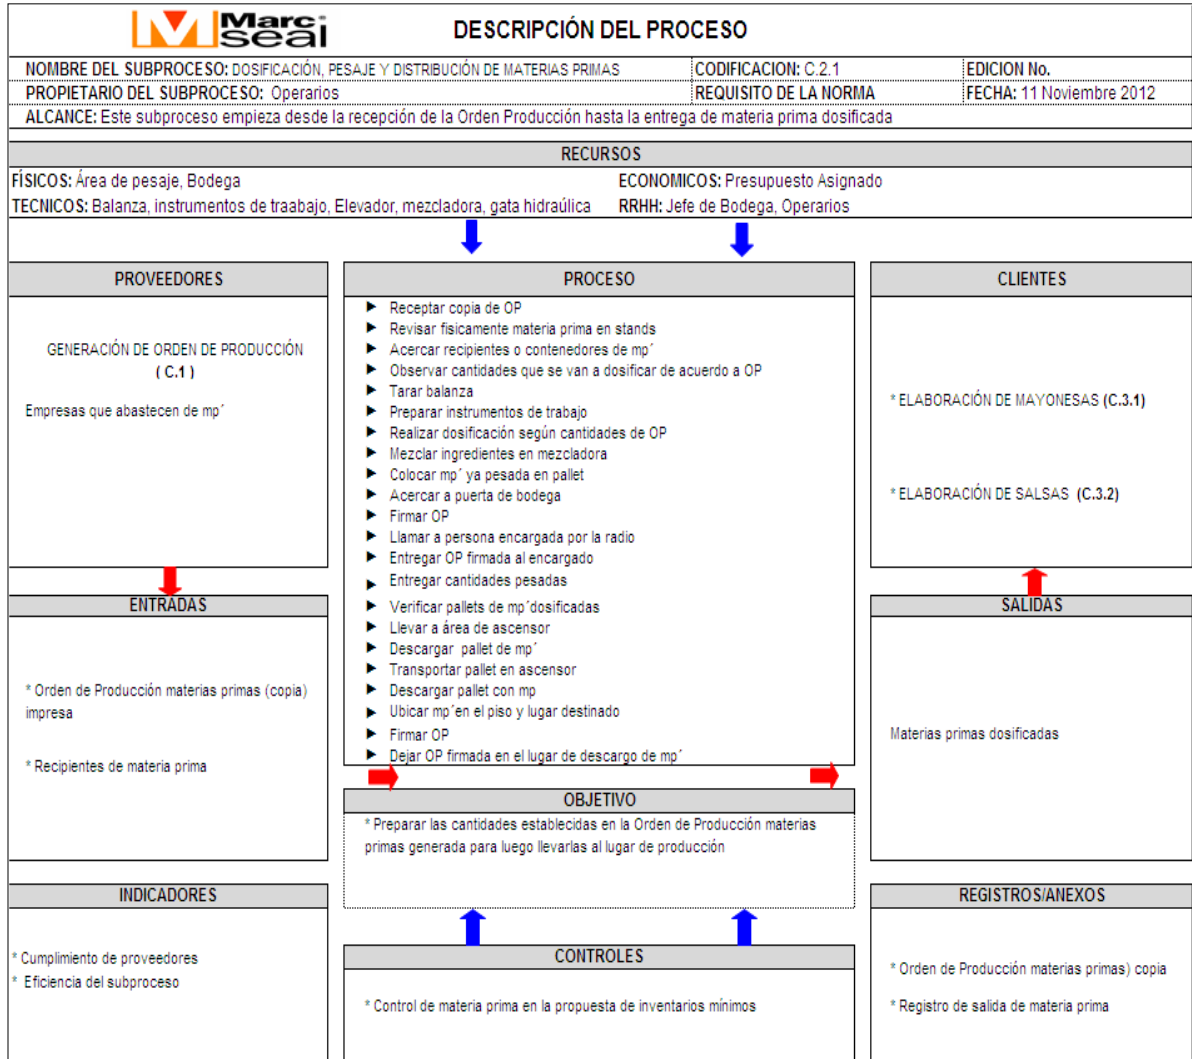 Marc seal
DESCRIPCIÓN DEL PROCESO
NOMBRE DEL SUBPROCESO: DOSIFICACIÓN, PESAJE Y DISTRIBUCIÓN DE MATERIAS PRIMAS CODIFICACION: C.2.1 EDICION No.
PROPIETARIO DEL SUBPROCESO: Operarios REQUISITO DE LA NORMA FECHA: 11 Noviembre 2012
ALCANCE: Este subproceso empieza desde la recepción de la Orden Producción hasta la entrega de materia prima dosificada
RECURSOS
FÍSICOS: Área de pesaje, Bodega ECONOMICOS: Presupuesto Asignado
TECNICOS: Balanza, instrumentos de traabajo, Elevador, mezcladora, gata hidraúlica RRHH: Jefe de Bodega, Operarios
PROVEEDORES
GENERACIÓN DE ORDEN DE PRODUCCIÓN
( C.1 )
Empresas que abastecen de mp´
ENTRADAS
* Orden de Producción materias primas (copia)
impresa
* Recipientes de materia prima
INDICADORES
* Cumplimiento de proveedores
* Eficiencia del subproceso
PROCESO
► Receptar copia de OP
► Revisar fisicamente materia prima en stands
► Acercar recipientes o contenedores de mp´
► Observar cantidades que se van a dosificar de acuerdo a OP
► Tarar balanza
► Preparar instrumentos de trabajo
► Realizar dosificación según cantidades de OP
► Mezclar ingredientes en mezcladora
► Colocar mp´ ya pesada en pallet
► Acercar a puerta de bodega
► Firmar OP
► Llamar a persona encargada por la radio
► Entregar OP firmada al encargado
► Entregar cantidades pesadas
► Verificar pallets de mp´dosificadas
► Llevar a área de ascensor
► Descargar pallet de mp´
► Transportar pallet en ascensor
► Descargar pallet con mp
► Ubicar mp´en el piso y lugar destinado
► Firmar OP
► Dejar OP firmada en el lugar de descargo de mp´
OBJETIVO
* Preparar las cantidades establecidas en la Orden de Producción materias
primas generada para luego llevarlas al lugar de producción
CONTROLES
* Control de materia prima en la propuesta de inventarios mínimos
CLIENTES
* ELABORACIÓN DE MAYONESAS (C.3.1)
* ELABORACIÓN DE SALSAS (C.3.2)
SALIDAS
Materias primas dosificadas
REGISTROS/ANEXOS
* Orden de Producción materias primas) copia
* Registro de salida de materia prima